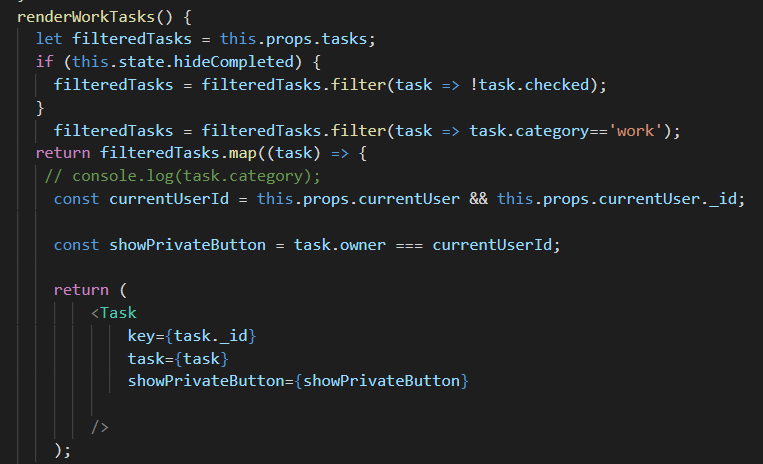 renderWorkTasks() {
let filteredTasks = this.props.tasks;
if (this.state.hideCompleted) {
filteredTasks = filteredTasks.filter(task => !task.checked);
}
filteredTasks = filteredTasks.filter(task => task.category=='work');
return filteredTasks.map((task) => {
// console.log(task.category);
const currentUserId = this.props.currentUser && this.props.currentUser._id;
const showPrivateButton = task.owner === currentUserId;
return (
<Task
key={task._id}
task={task}
showPrivateButton={showPrivateButton}
/>
);